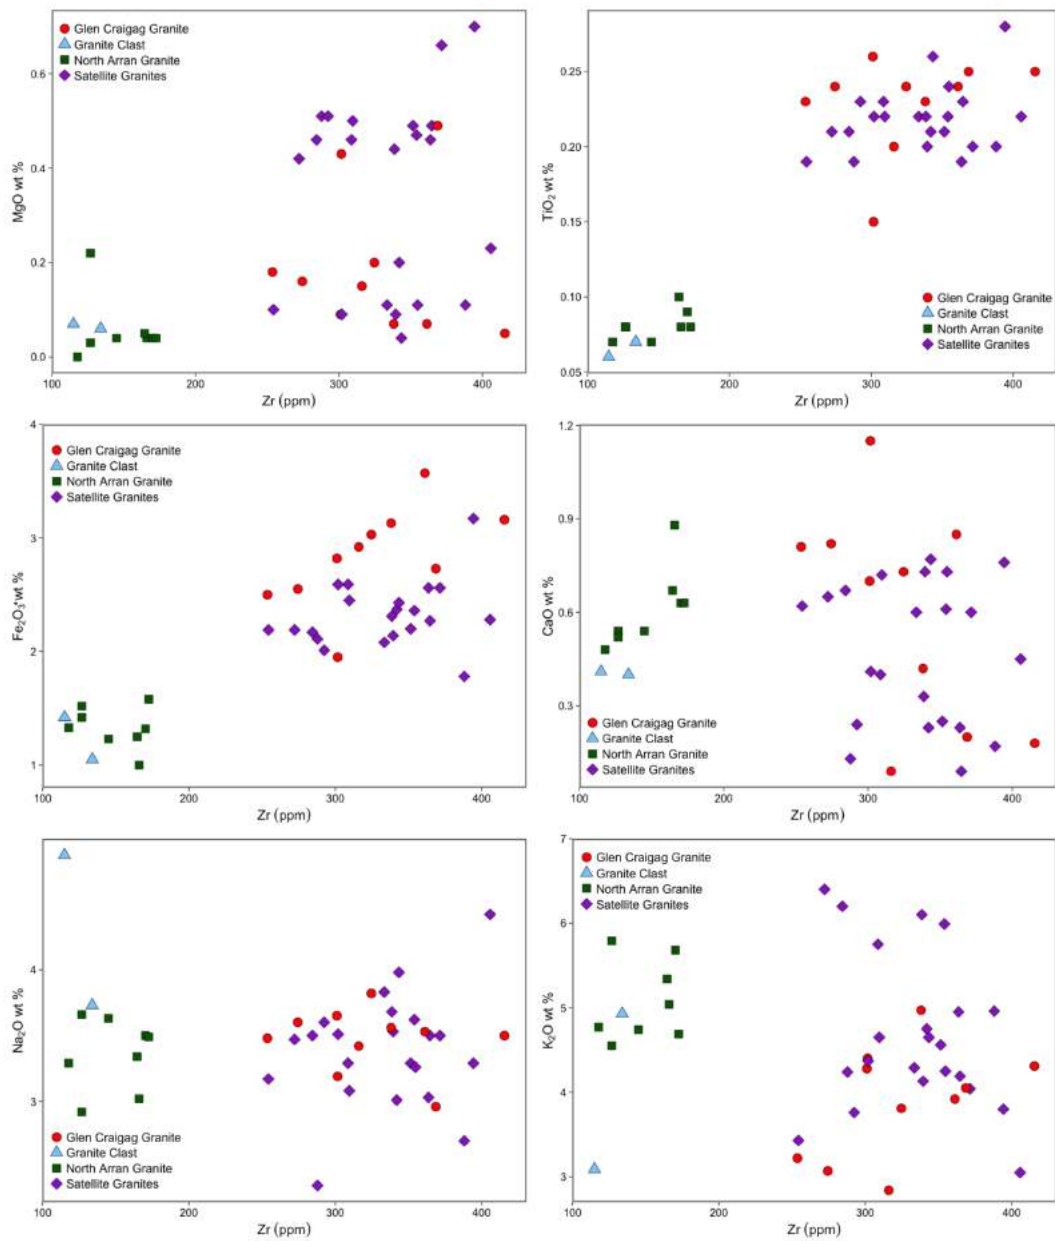 0.6
0.4
0.2
0.0
MgO wt %
Glen Craigag Granite
Granite Clast
North Arran Granite
Satellite Granites
100
200
300
400
Zr (ppm)
0.25
0.20
0.15
0.10
0.05
TiO₂ wt %
Glen Craigag Granite
Granite Clast
North Arran Granite
Satellite Granites
100
200
300
400
Zr (ppm)
4
3
2
1
Fe₂O₃*wt %
Glen Craigag Granite
Granite Clast
North Arran Granite
Satellite Granites
100
300
400
Zr (ppm)
1.2
0.9
0.6
0.3
CaO wt %
Glen Craigag Granite
Granite Clast
North Arran Granite
Satellite Granites
100
200
300
400
Zr (ppm)
4
3
Na₂O wt %
Glen Craigag Granite
Granite Clast
North Arran Granite
Satellite Granites
100
200
300
400
Zr (ppm)
7
6
5
4
3
K₂O wt %
Glen Craigag Granite
Granite Clast
North Arran Granite
Satellite Granites
100
200
300
400
Zr (ppm)